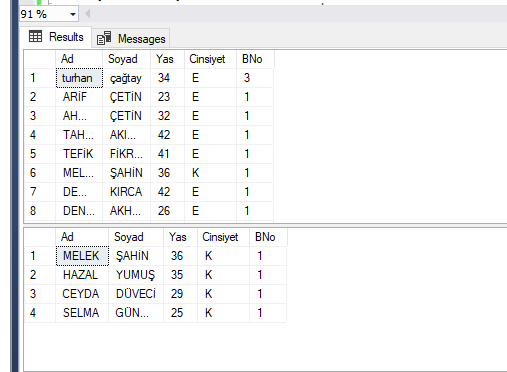 91 %
Results Messages
Ad Soyad Yas Cinsiyet BNo
1 turhan çağtay 34 E 3
2 ARİF ÇETİN 23 E 1
3 AH... ÇETİN 32 E 1
4 TAH... AKI... 42 E 1
5 TEFİK FİKR... 41 E 1
6 MEL... ŞAHİN 36 K 1
7 DE... KIRCA 42 E 1
8 DEN... AKH... 26 E 1
Ad Soyad Yas Cinsiyet BNo
1 MELEK ŞAHİN 36 K 1
2 HAZAL YUMUŞ 35 K 1
3 CEYDA DÜVECİ 29 K 1
4 SELMA GÜN... 25 K 1